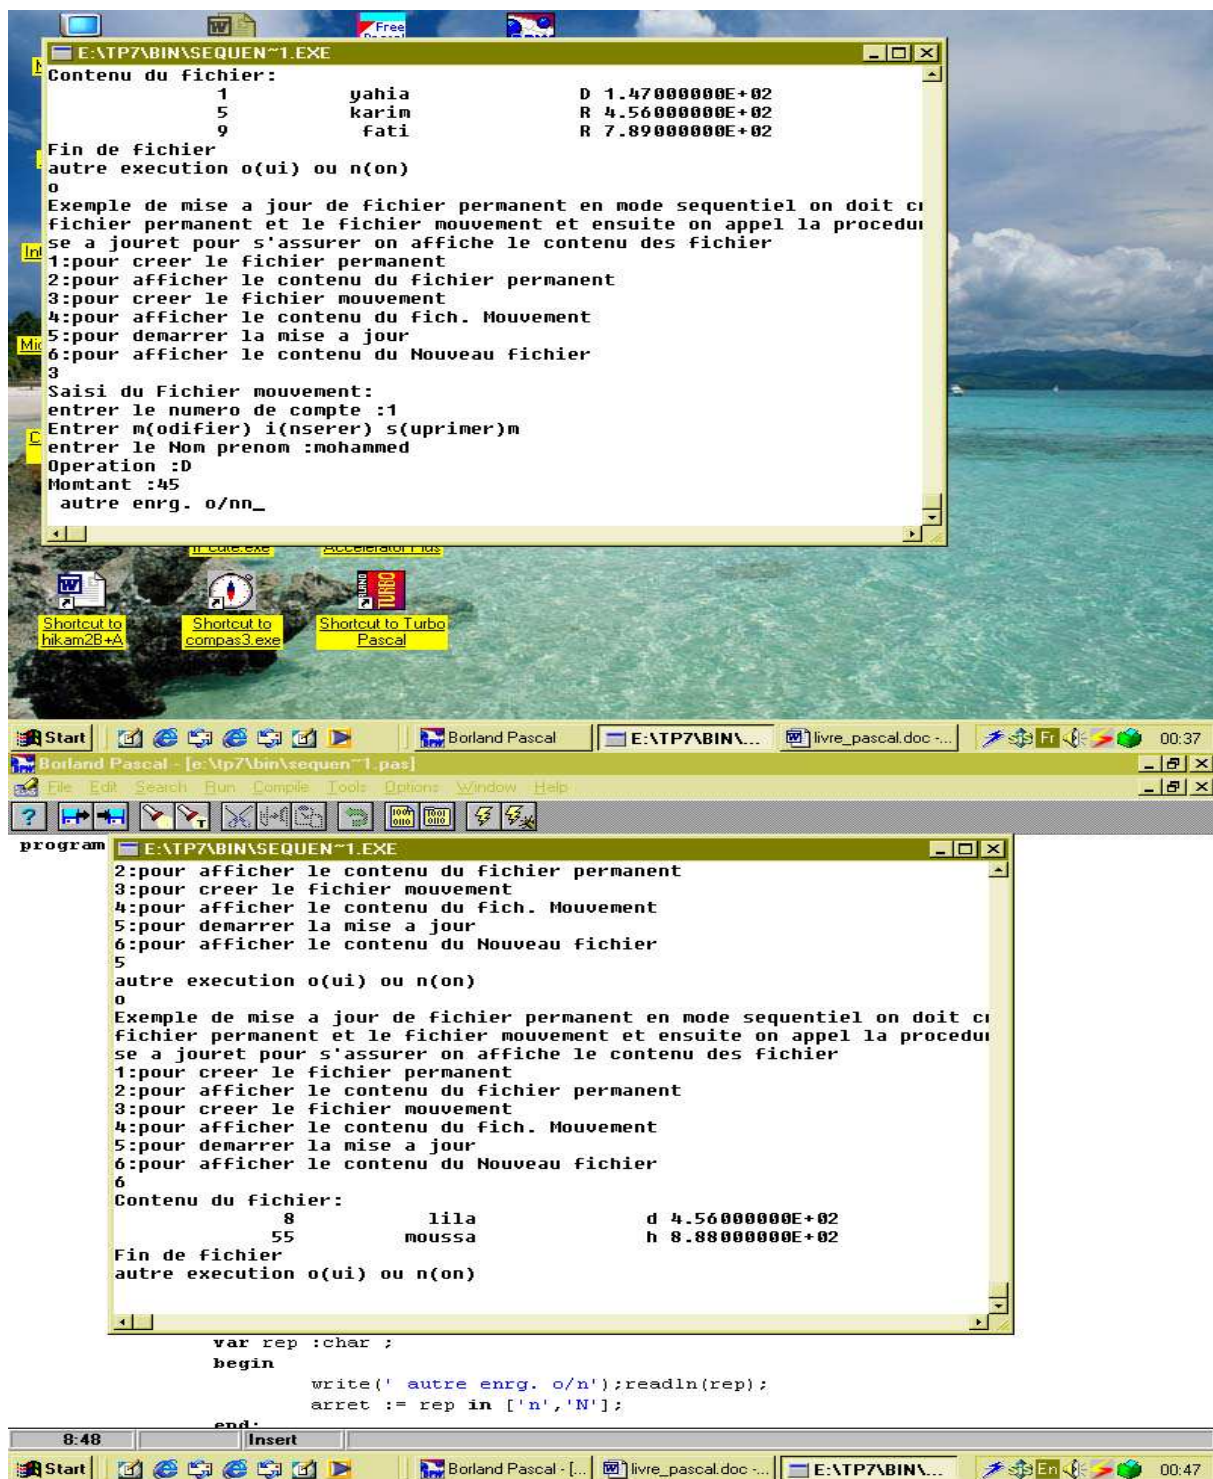 Free
E:\TP7\BIN\SEQUEN~1.EXE
Contenu du fichier:
1 yahia D 1.47000000E+02
5 karim R 4.56000000E+02
9 fati R 7.89000000E+02
Fin de fichier
autre execution o(ui) ou n(on)
o
Exemple de mise a jour de fichier permanent en mode sequentiel on doit cr
fichier permanent et le fichier mouvement et ensuite on appel la procedur
se a jouret pour s'assurer on affiche le contenu des fichier
1:pour creer le fichier permanent
2:pour afficher le contenu du fichier permanent
3:pour creer le fichier mouvement
4:pour afficher le contenu du fich. Mouvement
5:pour demarrer la mise a jour
6:pour afficher le contenu du Nouveau fichier
3
Saisi du Fichier mouvement:
entrer le numero de compte :1
Entrer m(odifier) i(nserer) s(uprimer)m
entrer le Nom prenom :mohammed
Operation :D
Momtant :45
autre enrg. o/nn_
Int
Mic
Shortcut to hikam2B+A
Shortcut to compas3.exe
Shortcut to Turbo Pascal
Start Borland Pascal E:\TP7\BIN\... livre_pascal.doc -... Fr 00:37
Borland Pascal - [e:\tp7\bin\sequen~1.pas]
File Edit Search Run Compile Tools Options Window Help
program
E:\TP7\BIN\SEQUEN~1.EXE
2:pour afficher le contenu du fichier permanent
3:pour creer le fichier mouvement
4:pour afficher le contenu du fich. Mouvement
5:pour demarrer la mise a jour
6:pour afficher le contenu du Nouveau fichier
5
autre execution o(ui) ou n(on)
o
Exemple de mise a jour de fichier permanent en mode sequentiel on doit cr
fichier permanent et le fichier mouvement et ensuite on appel la procedur
se a jouret pour s'assurer on affiche le contenu des fichier
1:pour creer le fichier permanent
2:pour afficher le contenu du fichier permanent
3:pour creer le fichier mouvement
4:pour afficher le contenu du fich. Mouvement
5:pour demarrer la mise a jour
6:pour afficher le contenu du Nouveau fichier
6
Contenu du fichier:
8 lila d 4.56000000E+02
55 moussa h 8.88000000E+02
Fin de fichier
autre execution o(ui) ou n(on)
var rep :char ;
begin
write(' autre enrg. o/n');readln(rep);
arret := rep in ['n','N'];
end;
8:48 Insert
Start Borland Pascal - [... livre_pascal.doc -... E:\TP7\BIN\... En 00:47